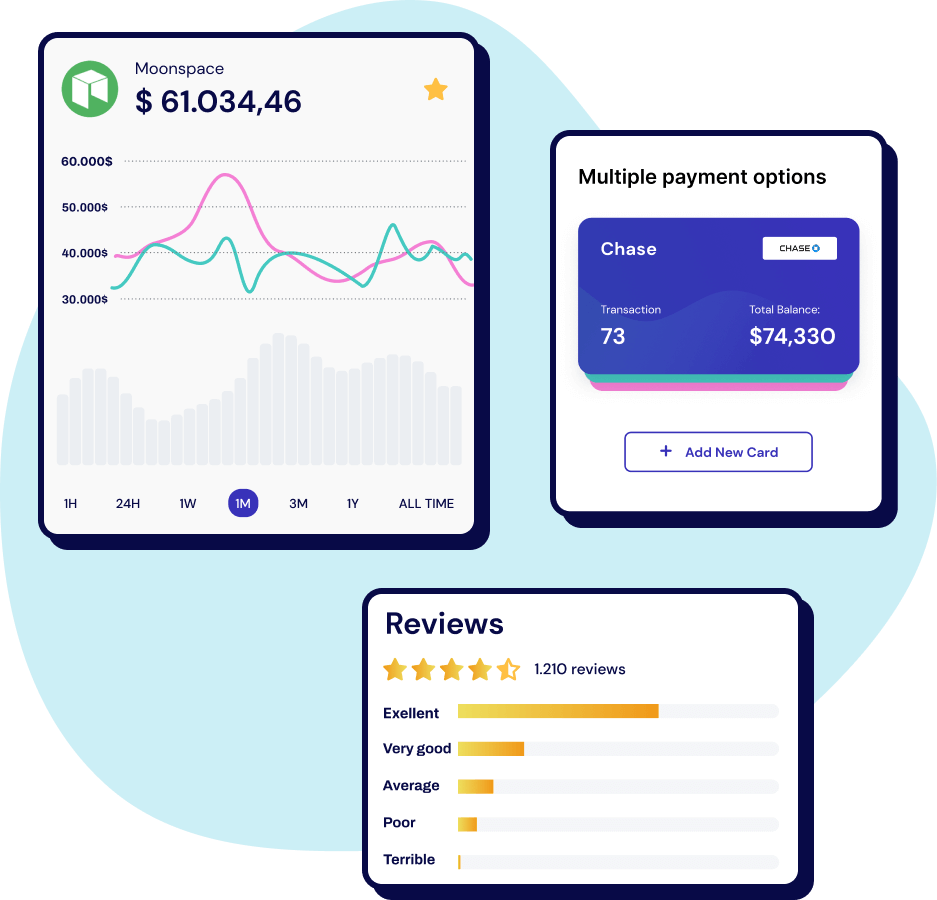 Moonspace
$ 61.034,46
60.000$
50.000$
40.000$
30.000$
1H 24H 1W 1M 3M 1Y ALL TIME
Multiple payment options
Chase CHASE
Transaction Total Balance:
73 $74,330
+ Add New Card
Reviews
1.210 reviews
Exellent
Very good
Average
Poor
Terrible